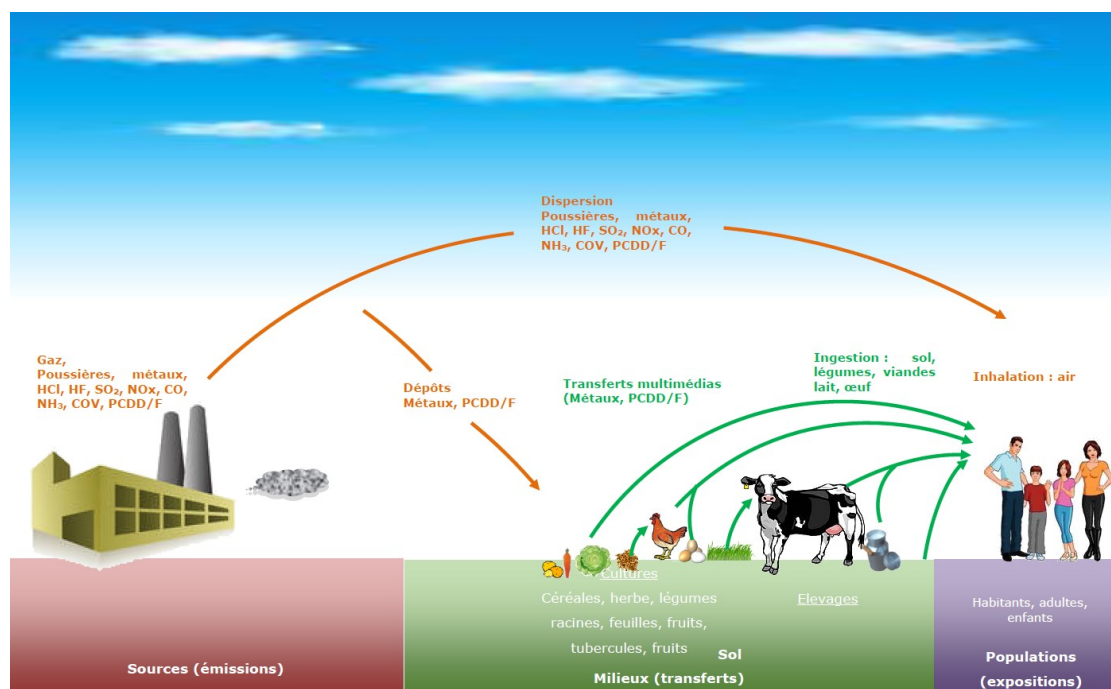 Dispersion
Poussières, métaux,
HCl, HF, SO₂, NOx, CO,
NH₃, COV, PCDD/F
Gaz,
Poussières, métaux,
HCl, HF, SO₂, NOx, CO,
NH₃, COV, PCDD/F
Dépôts
Métaux, PCDD/F
Transferts multimédias
(Métaux, PCDD/F)
Ingestion : sol,
légumes, viandes
lait, œuf
Inhalation : air
Cultures
Céréales, herbe, légumes
racines, feuilles, fruits,
tubercules, fruits
Elevages
Sol
Habitants, adultes,
enfants
Sources (émissions)
Milieux (transferts)
Populations
(expositions)